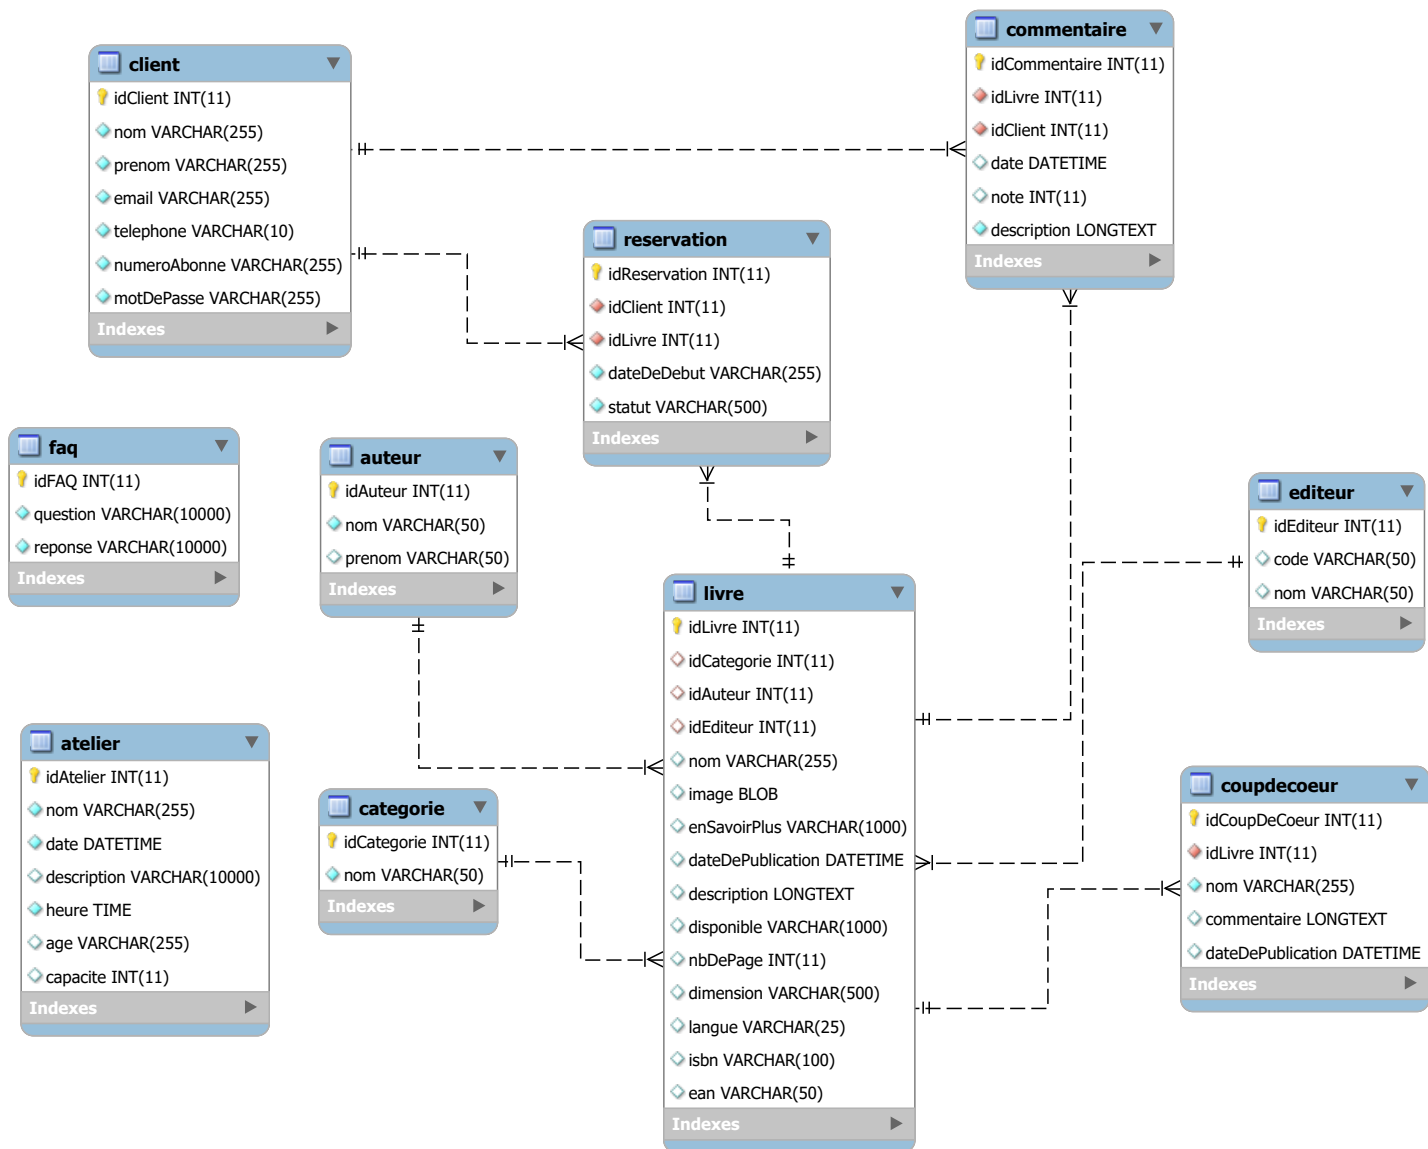 client
idClient INT(11)
nom VARCHAR(255)
prenom VARCHAR(255)
email VARCHAR(255)
telephone VARCHAR(10)
numeroAbonne VARCHAR(255)
motDePasse VARCHAR(255)
Indexes
commentaire
idCommentaire INT(11)
idLivre INT(11)
idClient INT(11)
date DATETIME
note INT(11)
description LONGTEXT
Indexes
reservation
idReservation INT(11)
idClient INT(11)
idLivre INT(11)
dateDeDebut VARCHAR(255)
statut VARCHAR(500)
Indexes
faq
idFAQ INT(11)
question VARCHAR(10000)
reponse VARCHAR(10000)
Indexes
auteur
idAuteur INT(11)
nom VARCHAR(50)
prenom VARCHAR(50)
Indexes
editeur
idEditeur INT(11)
code VARCHAR(50)
nom VARCHAR(50)
Indexes
livre
idLivre INT(11)
idCategorie INT(11)
idAuteur INT(11)
idEditeur INT(11)
nom VARCHAR(255)
image BLOB
enSavoirPlus VARCHAR(1000)
dateDePublication DATETIME
description LONGTEXT
disponible VARCHAR(1000)
nbDePage INT(11)
dimension VARCHAR(500)
langue VARCHAR(25)
isbn VARCHAR(100)
ean VARCHAR(50)
Indexes
atelier
idAtelier INT(11)
nom VARCHAR(255)
date DATETIME
description VARCHAR(10000)
heure TIME
age VARCHAR(255)
capacite INT(11)
Indexes
categorie
idCategorie INT(11)
nom VARCHAR(50)
Indexes
coupdecoeur
idCoupDeCoeur INT(11)
idLivre INT(11)
nom VARCHAR(255)
commentaire LONGTEXT
dateDePublication DATETIME
Indexes